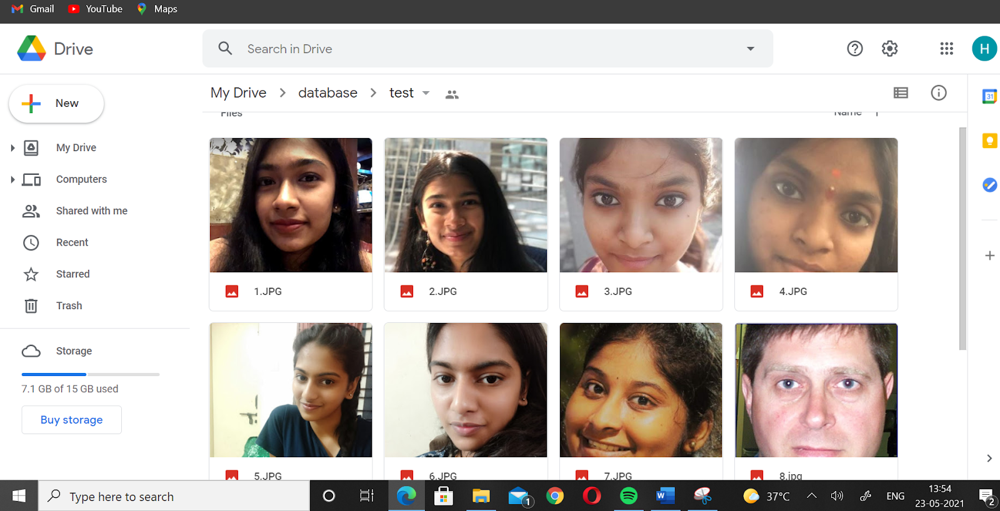 Gmail YouTube Maps
Drive
Search in Drive
H
New
My Drive > database > test
31
Files
Name
My Drive
Computers
Shared with me
Recent
Starred
Trash
Storage
7.1 GB of 15 GB used
Buy storage
1.JPG 2.JPG 3.JPG 4.JPG
5.JPG 6.JPG 7.JPG 8.jpg
Type here to search
1
W
37°C
ENG
13:54
23-05-2021
2